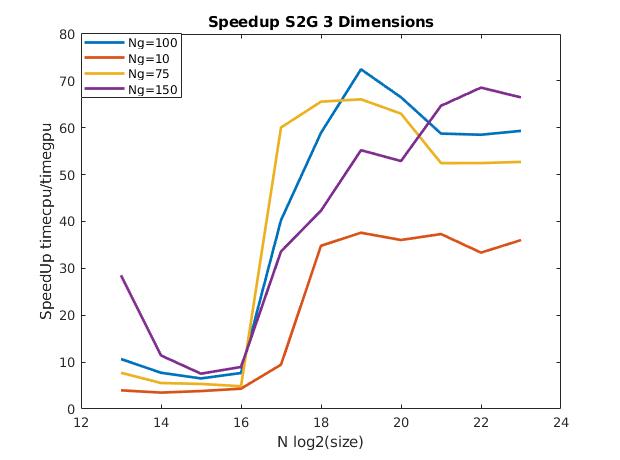 Speedup S2G 3 Dimensions
80
70
60
50
40
30
20
10
0
Ng=100
Ng=10
Ng=75
Ng=150
SpeedUp timecpu/timegpu
12 14 16 18 20 22 24
N log2(size)